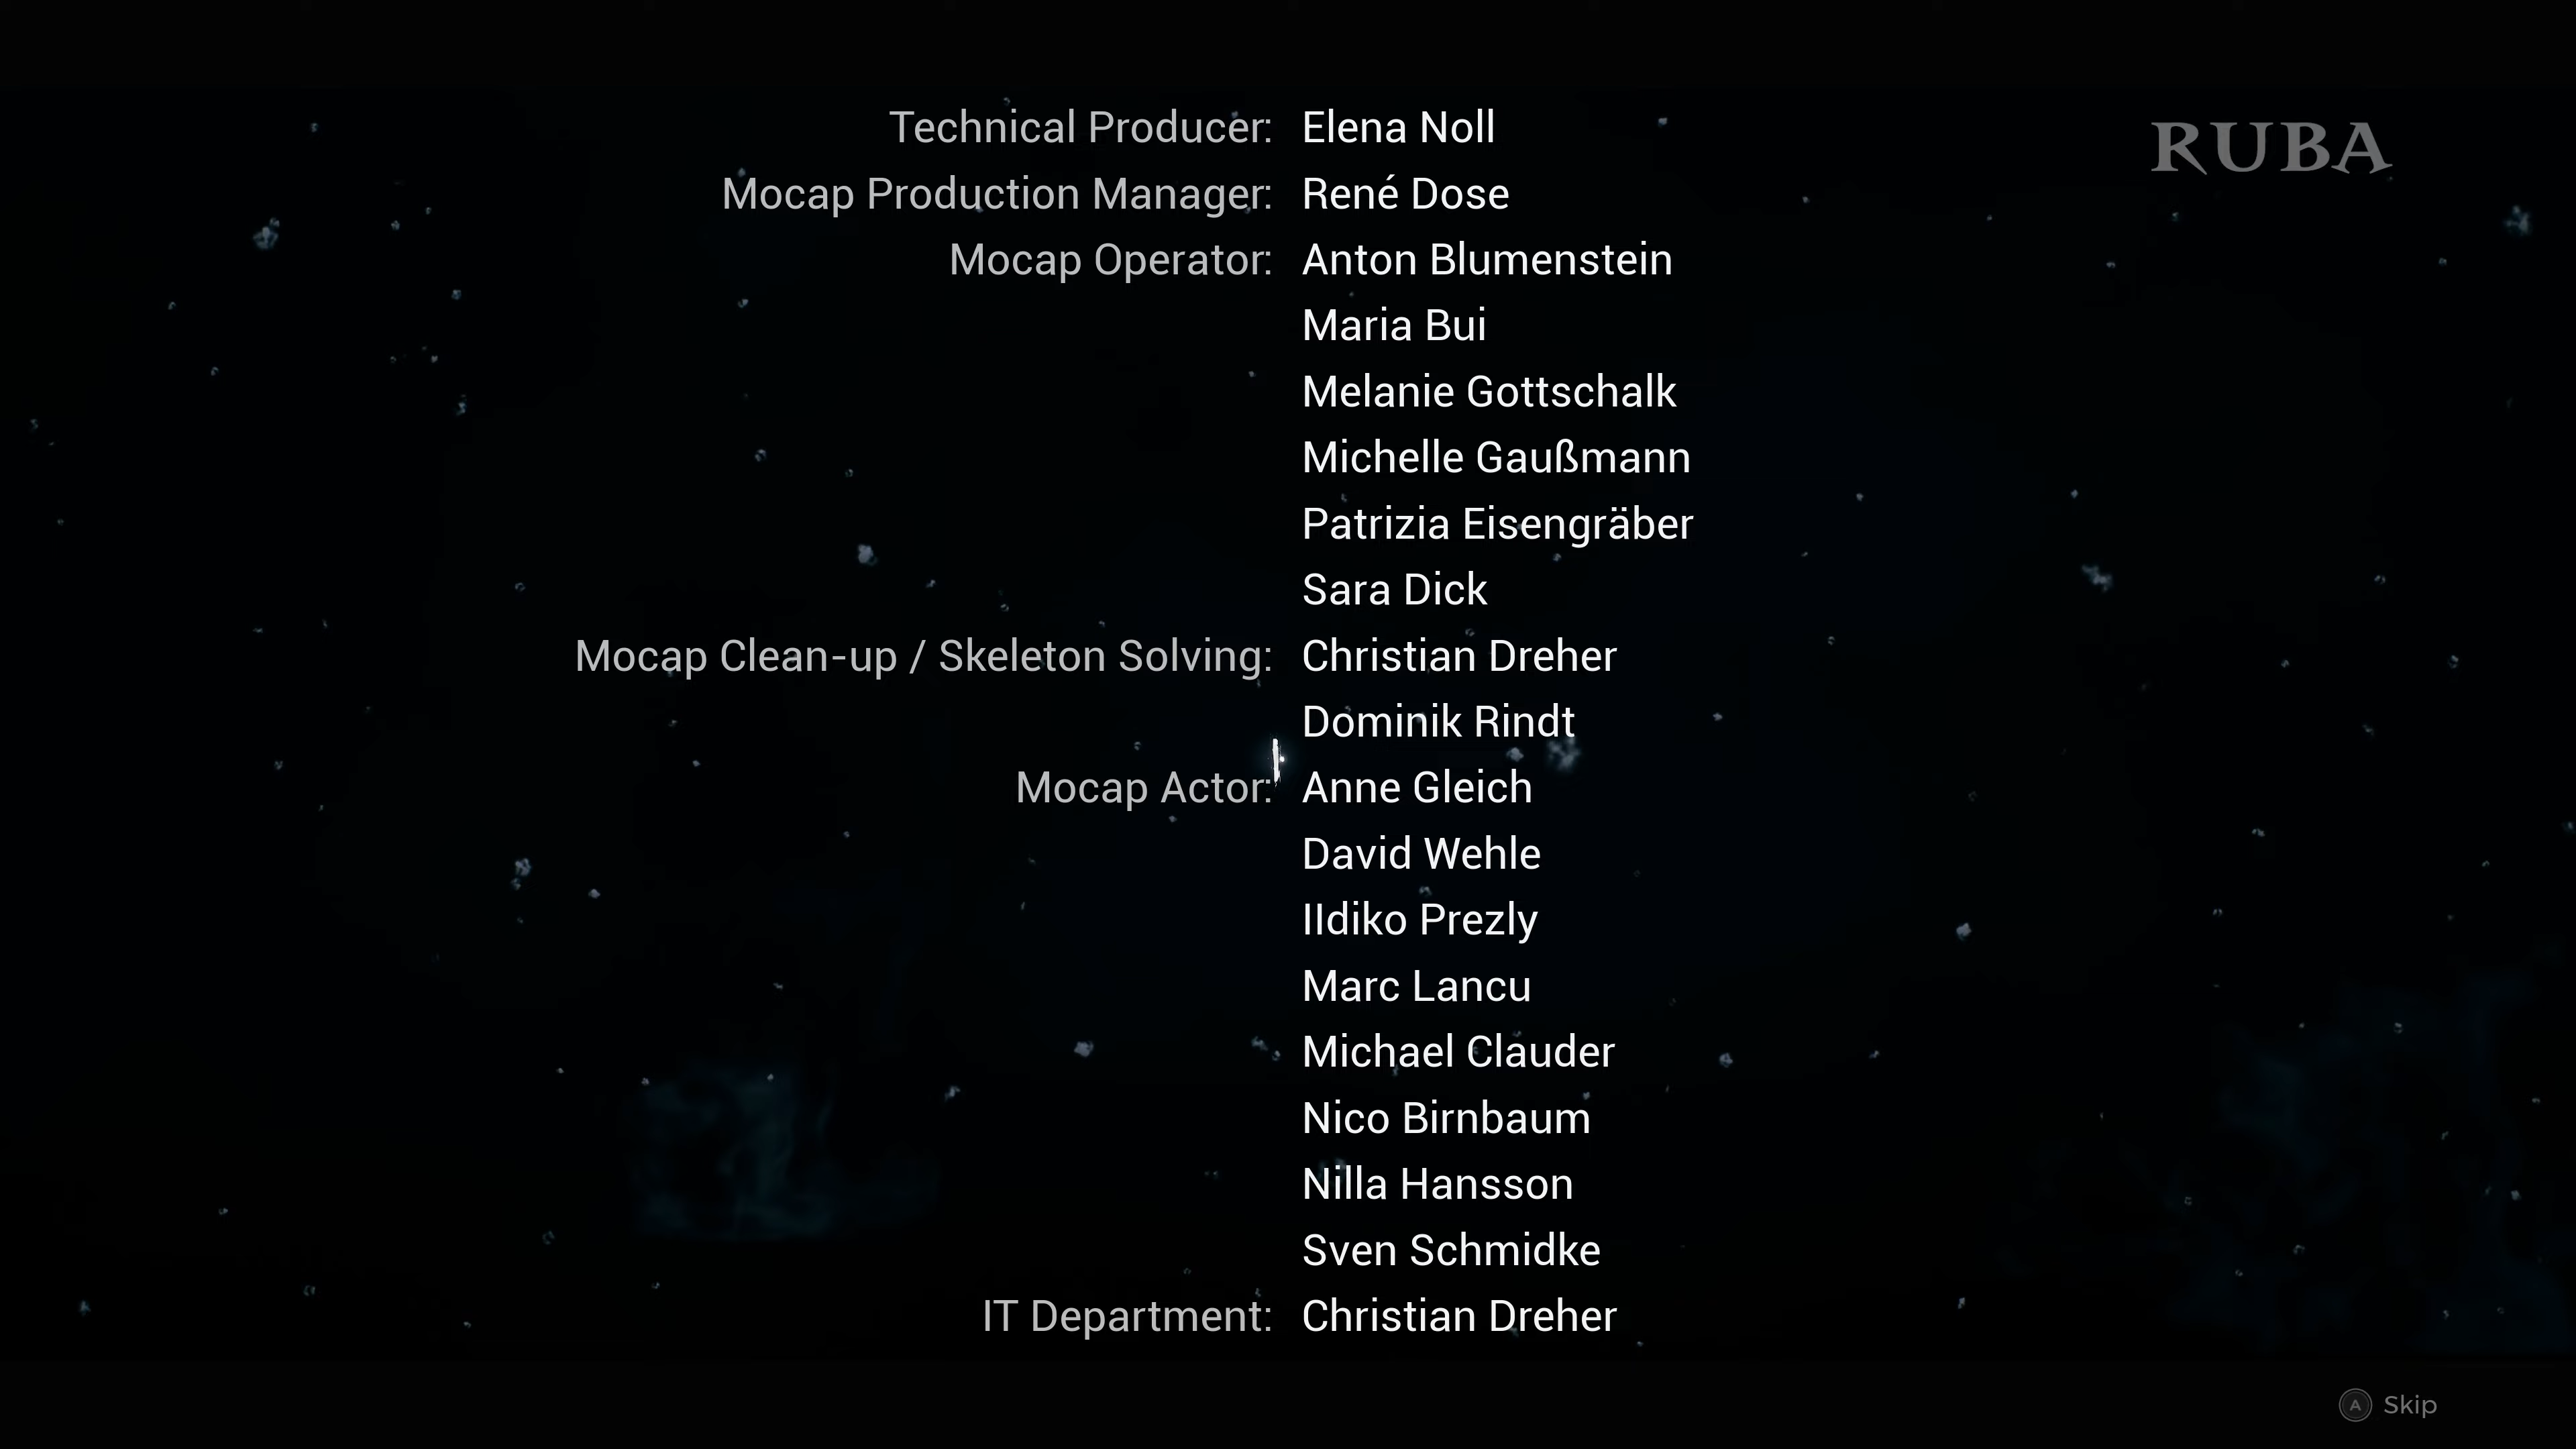 Technical Producer: Elena Noll
RUBA
Mocap Production Manager: René Dose
Mocap Operator: Anton Blumenstein
Maria Bui
Melanie Gottschalk
Michelle Gaußmann
Patrizia Eisengräber
Sara Dick
Mocap Clean-up / Skeleton Solving: Christian Dreher
Dominik Rindt
Mocap Actor: Anne Gleich
David Wehle
IIdiko Prezly
Marc Lancu
Michael Clauder
Nico Birnbaum
Nilla Hansson
Sven Schmidke
IT Department: Christian Dreher
A Skip